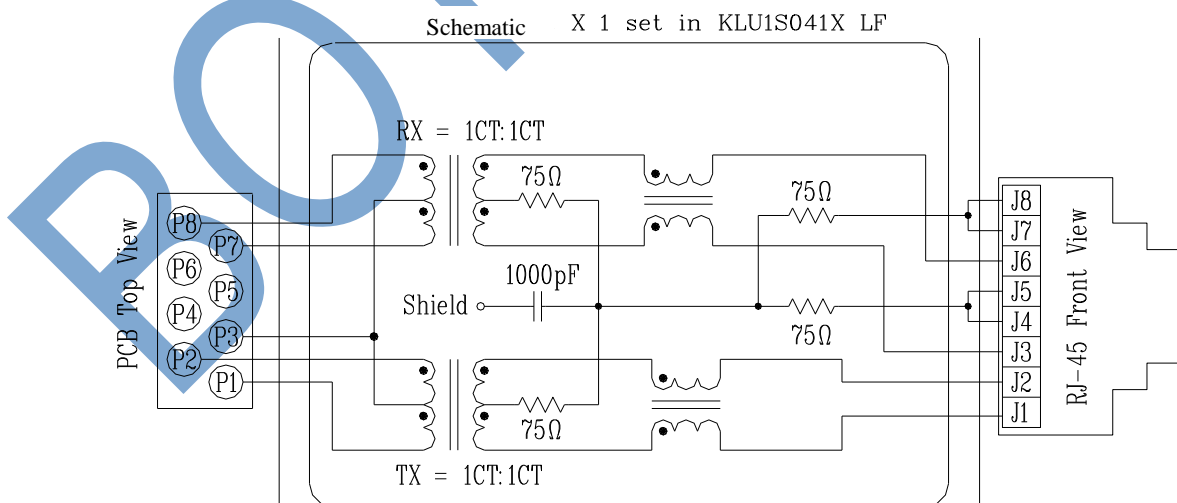 Schematic X 1 set in KLU1S041X LF
RX = 1CT:1CT
75Ω
75Ω
P8
P7
P6
P5
P4
P3
P2
P1
PCB Top View
1000pF
Shield
75Ω
75Ω
TX = 1CT:1CT
J8
J7
J6
J5
J4
J3
J2
J1
RJ-45 Front View